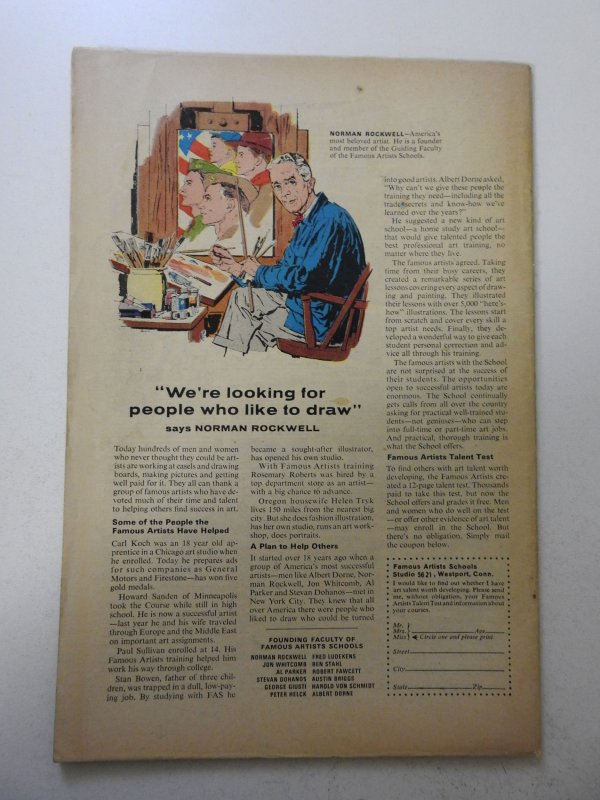 NORMAN ROCKWELL—America's
most beloved artist. He is a founder
and member of the Guiding Faculty
of the Famous Artists Schools.
"We're looking for
people who like to draw"
says NORMAN ROCKWELL
Today hundreds of men and women
who never thought they could be art-
ists are working at easels and drawing
boards, making pictures and getting
well paid for it. They all can thank a
group of famous artists who have de-
voted much of their time and talent
to helping others find success in art.
Some of the People the
Famous Artists Have Helped
Carl Koch was an 18 year old ap-
prentice in a Chicago art studio when
he enrolled. Today he prepares ads
for such companies as General
Motors and Firestone—has won five
gold medals.
Howard Sanden of Minneapolis
took the Course while still in high
school. He is now a successful artist
—last year he and his wife traveled
through Europe and the Middle East
on important art assignments.
Paul Sullivan enrolled at 14. His
Famous Artists training helped him
work his way through college.
Stan Bowen, father of three chil-
dren, was trapped in a dull, low-pay-
ing job. By studying with FAS he
became a sought-after illustrator,
has opened his own studio.
With Famous Artists training
Rosemary Roberts was hired by a
top department store as an artist—
with a big chance to advance.
Oregon housewife Helen Tryk
lives 150 miles from the nearest big
city. But she does fashion illustration,
has her own studio, runs an art work-
shop, does portraits.
A Plan to Help Others
It started over 18 years ago when a
group of America's most successful
artists—men like Albert Dorne, Nor-
man Rockwell, Jon Whitcomb, Al
Parker and Stevan Dohanos—met in
New York City. They knew that all
over America there were people who
liked to draw who could be turned
FOUNDING FACULTY OF
FAMOUS ARTISTS SCHOOLS
NORMAN ROCKWELL FRED LUDEKENS
JON WHITCOMB BEN STAHL
AL PARKER ROBERT FAWCETT
STEVAN DOHANOS AUSTIN BRIGGS
GEORGE GIUSTI HAROLD VON SCHMIDT
PETER HELCK ALBERT DORNE
into good artists. Albert Dorne asked,
"Why can't we give these people the
training they need—including all the
trade secrets and know-how we've
learned over the years?"
He suggested a new kind of art
school—a home study art school—
that would give talented people the
best professional art training, no
matter where they live.
The famous artists agreed. Taking
time from their busy careers, they
created a remarkable series of art
lessons covering every aspect of draw-
ing and painting. They illustrated
their lessons with over 5,000 "here's-
how" illustrations. The lessons start
from scratch and cover every skill a
top artist needs. Finally, they de-
veloped a wonderful way to give each
student personal correction and ad-
vice all through his training.
The famous artists with the School
are not surprised at the success of
their students. The opportunities
open to successful artists today are
enormous. The School continually
gets calls from all over the country
asking for practical well-trained stu-
dents—not geniuses—who can step
into full-time or part-time art jobs.
And practical, thorough training is
what the School offers.
Famous Artists Talent Test
To find others with art talent worth
developing, the Famous Artists cre-
ated a 12-page talent test. Thousands
paid to take this test, but now the
School offers and grades it free. Men
and women who do well on the test
—or offer other evidence of art talent
—may enroll in the School. But
there's no obligation. Simply mail
the coupon below.
Famous Artists Schools
Studio 5621, Westport, Conn.
I would like to find out whether I have
art talent worth developing. Please send
me, without obligation, your Famous
Artists Talent Test and information about
your courses.
Mr.
Mrs. Age
Miss Circle one and please print
Street
City
State Zip